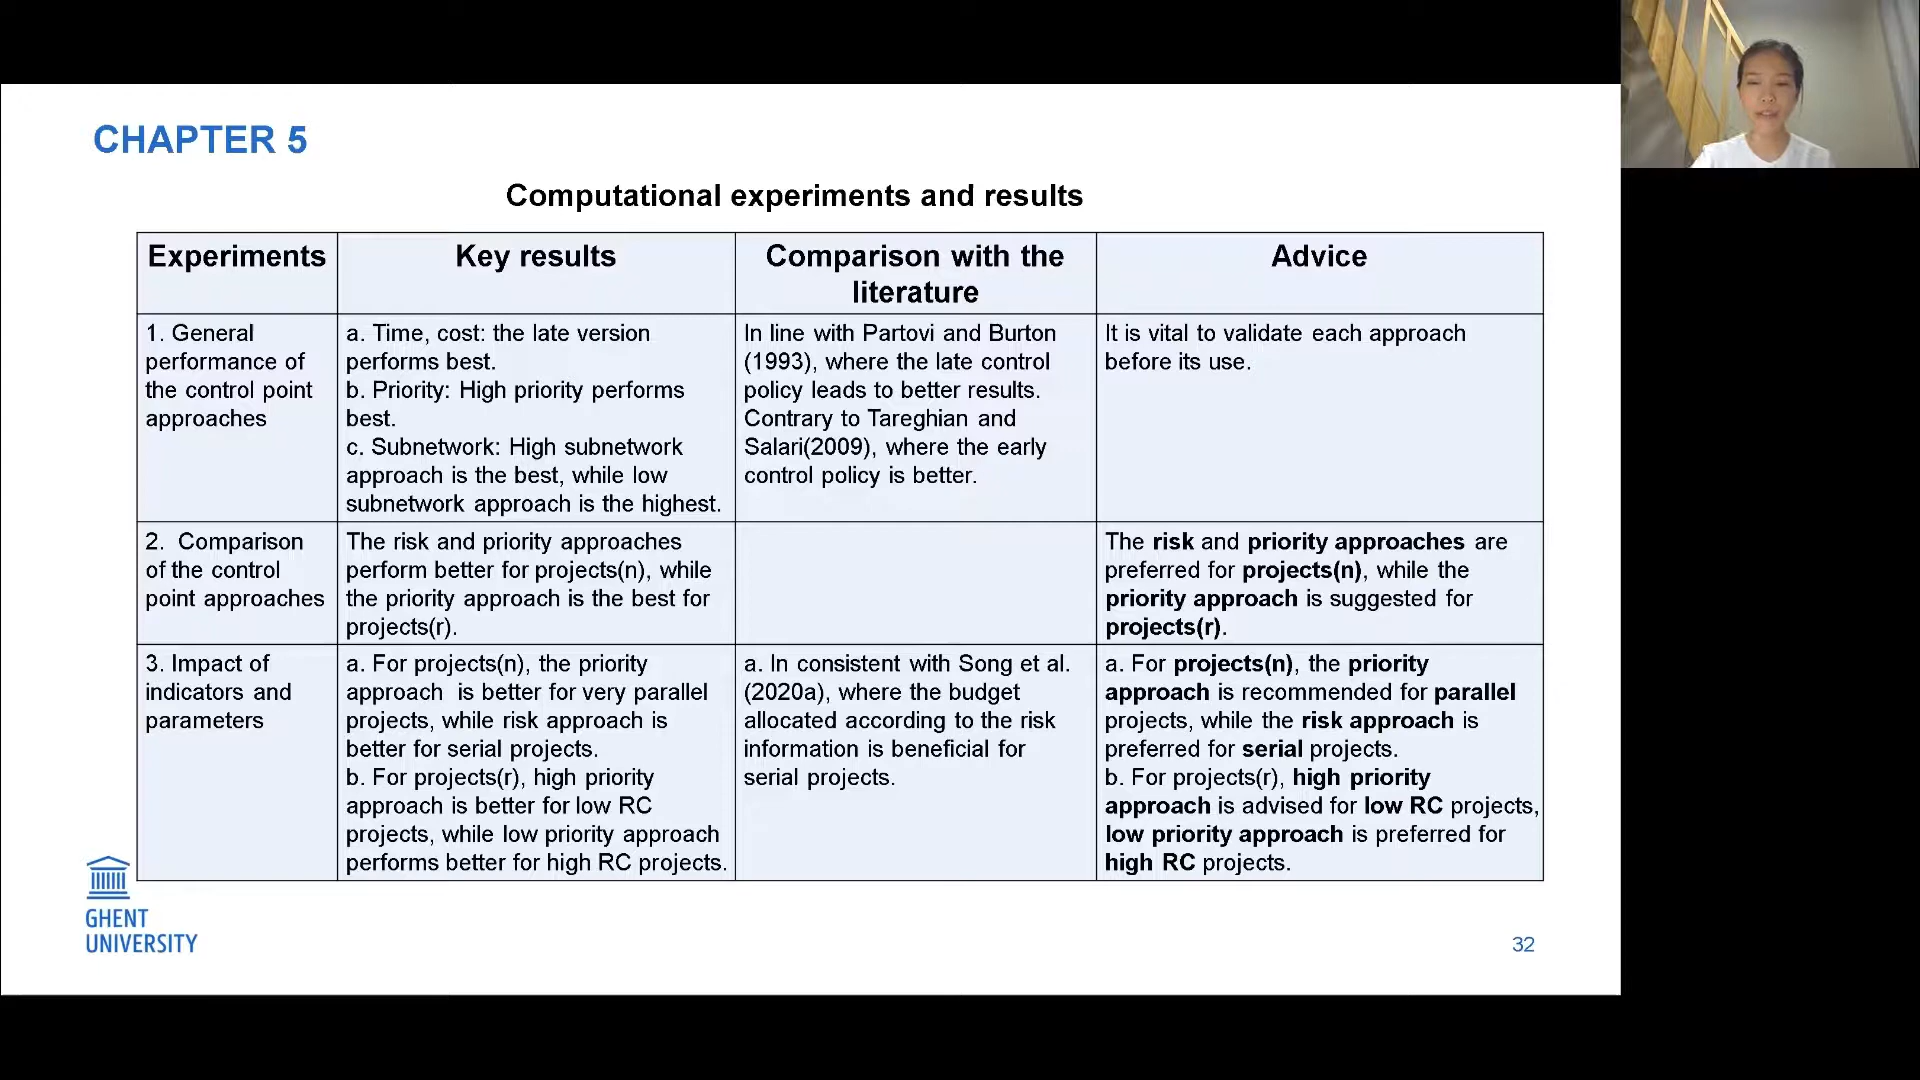 CHAPTER 5
Computational experiments and results
Experiments
Key results
Comparison with the
literature
Advice
1. General
performance of
the control point
approaches
a. Time, cost: the late version
performs best.
b. Priority: High priority performs
best.
c. Subnetwork: High subnetwork
approach is the best, while low
subnetwork approach is the highest.
In line with Partovi and Burton
(1993), where the late control
policy leads to better results.
Contrary to Tareghian and
Salari(2009), where the early
control policy is better.
It is vital to validate each approach
before its use.
2. Comparison
of the control
point approaches
The risk and priority approaches
perform better for projects(n), while
the priority approach is the best for
projects(r).
The risk and priority approaches are
preferred for projects(n), while the
priority approach is suggested for
projects(r).
3. Impact of
indicators and
parameters
a. For projects(n), the priority
approach is better for very parallel
projects, while risk approach is
better for serial projects.
b. For projects(r), high priority
approach is better for low RC
projects, while low priority approach
performs better for high RC projects.
a. In consistent with Song et al.
(2020a), where the budget
allocated according to the risk
information is beneficial for
serial projects.
a. For projects(n), the priority
approach is recommended for parallel
projects, while the risk approach is
preferred for serial projects.
b. For projects(r), high priority
approach is advised for low RC projects,
low priority approach is preferred for
high RC projects.
GHENT
UNIVERSITY
32